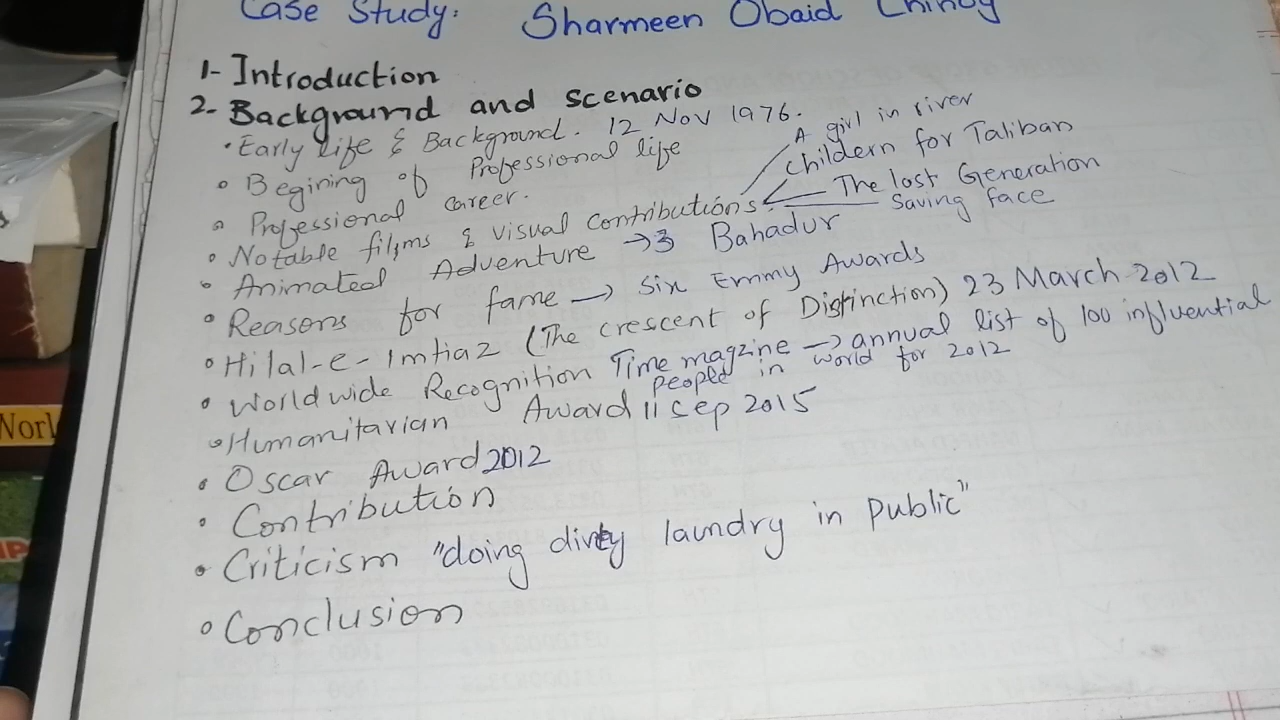 Case Study: Sharmeen Obaid Chinoy
1- Introduction
2- Background and scenario
• Early life & Background. 12 Nov 1976.
• Begining of Professional life
• Professional career.
• Notable films & visual contributions.
A girl in river
Childern for Taliban
The lost Generation
Saving face
• Animated Adventure → 3 Bahadur
• Reasons for fame → Six Emmy Awards
• Hilal-e-Imtiaz (The crescent of Distinction) 23 March 2012
• Worldwide Recognition Time magzine → annual list of 100 influential
people in world for 2012
• Humanitarian Award 11 Sep 2015
• Oscar Award 2012
• Contribution
• Criticism "doing dirty laundry in public"
• Conclusion
Worl